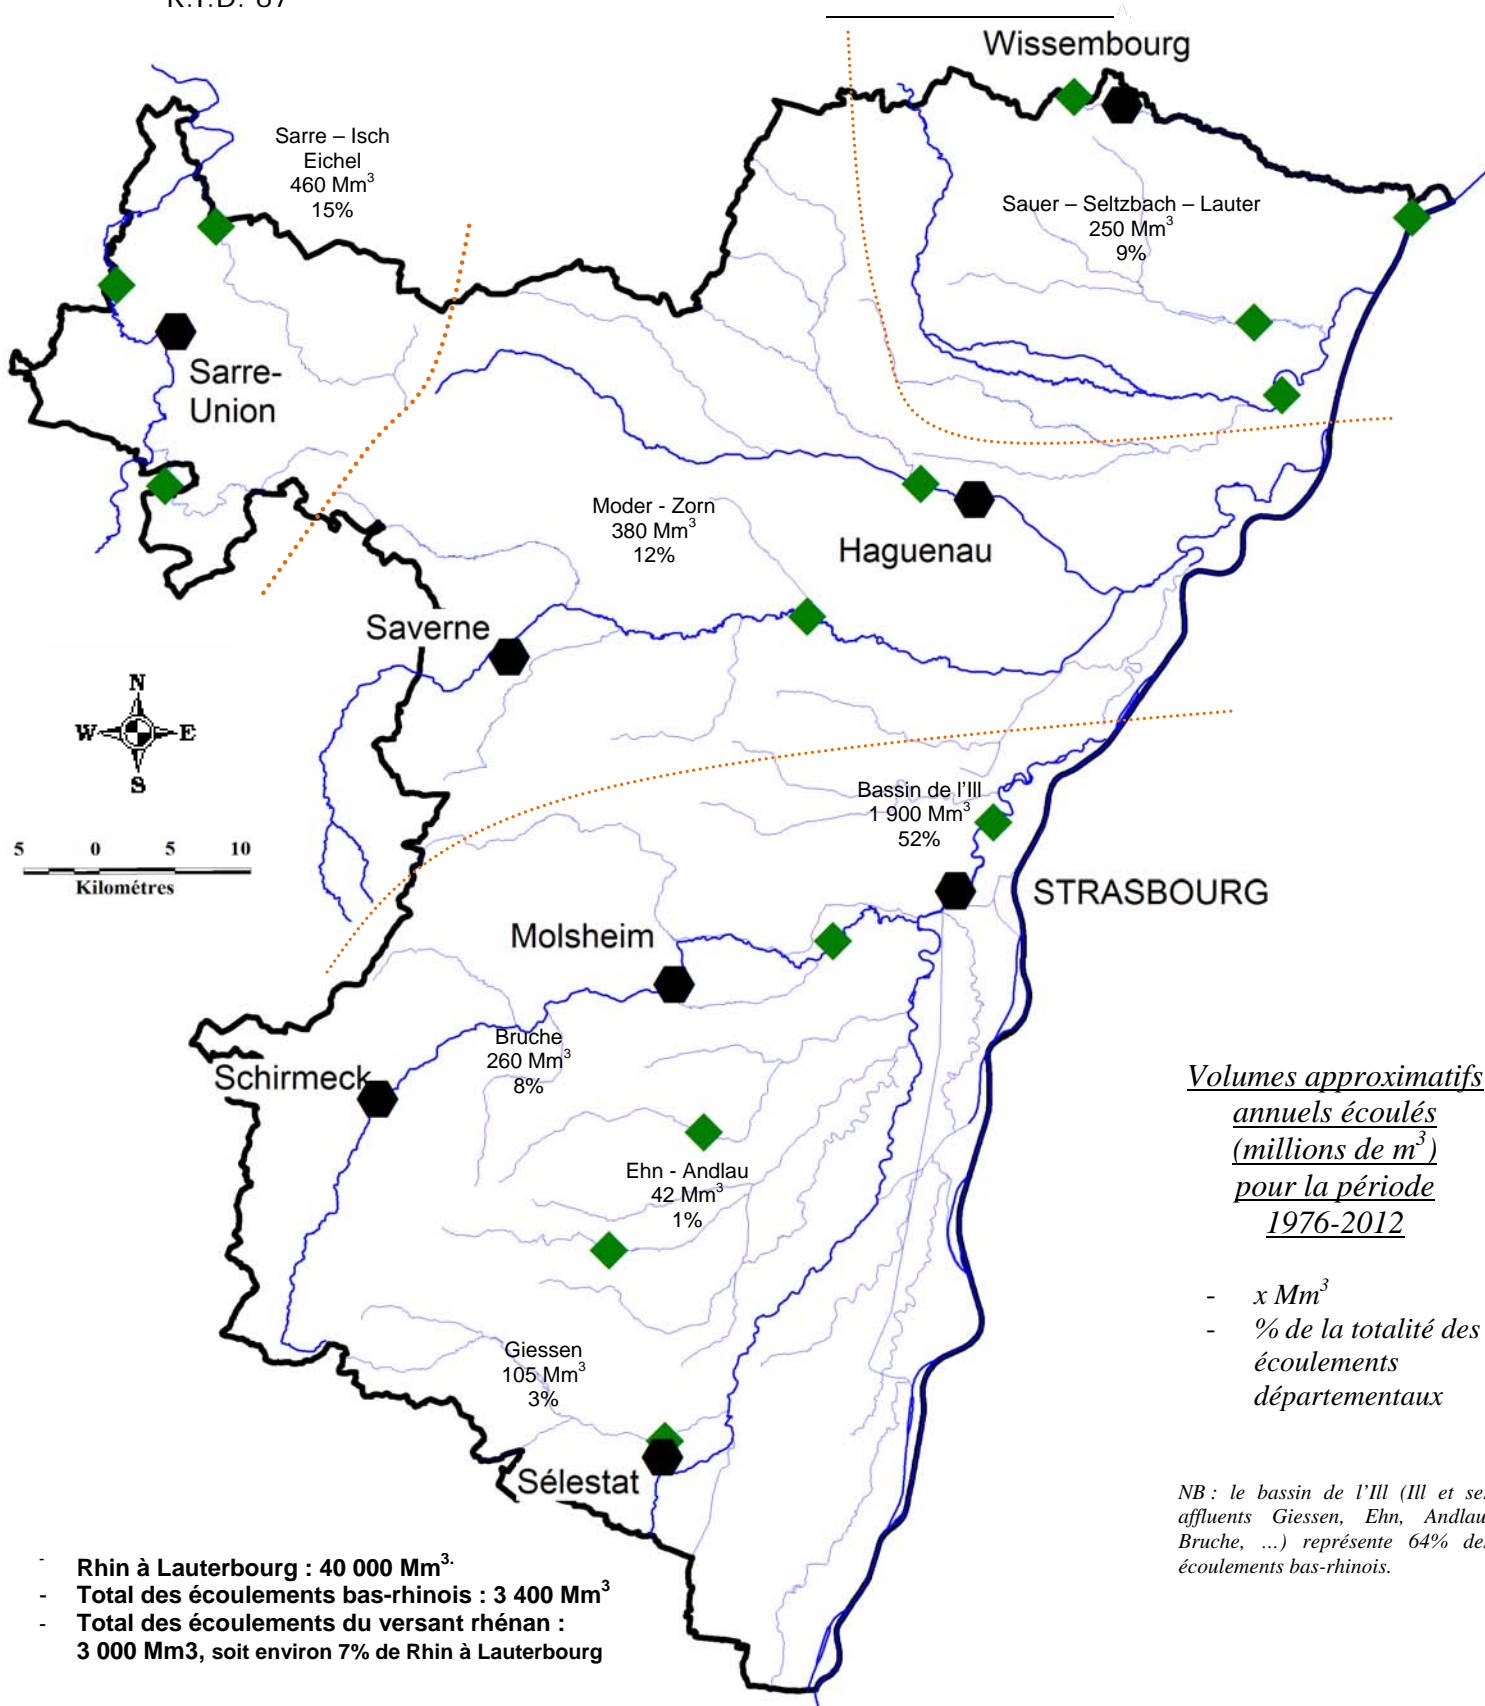 Wissembourg
Sarre – Isch
Eichel
460 Mm³
15%
Sauer – Seltzbach – Lauter
250 Mm³
9%
Sarre-
Union
Moder - Zorn
380 Mm³
12%
Haguenau
Saverne
N
W E
S
5 0 5 10
Kilométres
Bassin de l'Ill
1 900 Mm³
52%
STRASBOURG
Molsheim
Bruche
260 Mm³
8%
Schirmeck
Ehn - Andlau
42 Mm³
1%
Giessen
105 Mm³
3%
Sélestat
Volumes approximatifs
annuels écoulés
(millions de m³)
pour la période
1976-2012
- x Mm³
- % de la totalité des
écoulements
départementaux
NB : le bassin de l'Ill (Ill et ses
affluents Giessen, Ehn, Andlau
Bruche, ...) représente 64% des
écoulements bas-rhinois.
- Rhin à Lauterbourg : 40 000 Mm³.
- Total des écoulements bas-rhinois : 3 400 Mm³
- Total des écoulements du versant rhénan :
3 000 Mm3, soit environ 7% de Rhin à Lauterbourg